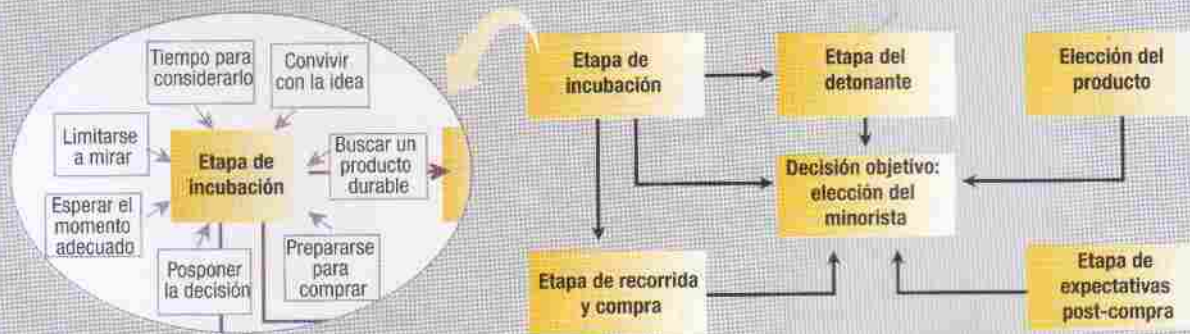 Tiempo para
considerarlo
Convivir
con la idea
Limitarse
a mirar
Etapa de
incubación
Buscar un
producto
durable
Esperar el
momento
adecuado
Posponer
la decisión
Prepararse
para
comprar
Etapa de
incubación
Etapa del
detonante
Elección del
producto
Decisión objetivo:
elección del
minorista
Etapa de recorrida
y compra
Etapa de
expectativas
post-compra